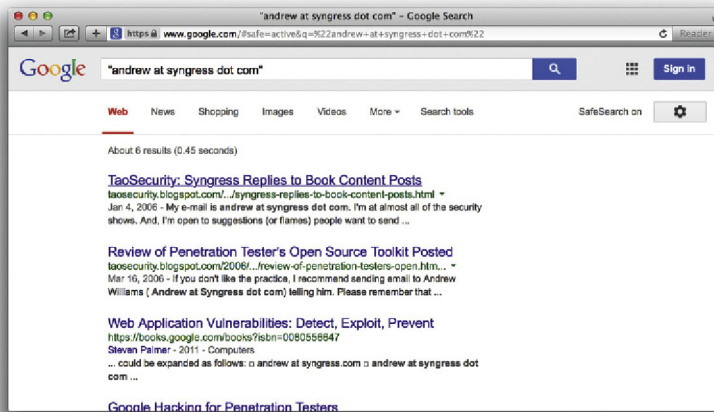 "andrew at syngress dot com" – Google Search
https www.google.com/#safe=active&q=%22andrew+at+syngress+dot+com%22 Reader
Google "andrew at syngress dot com" Sign in
Web News Shopping Images Videos More Search tools SafeSearch on
About 6 results (0.45 seconds)
TaoSecurity: Syngress Replies to Book Content Posts
taosecurity.blogspot.com/.../syngress-replies-to-book-content-posts.html
Jan 4, 2006 - My e-mail is andrew at syngress dot com. I'm at almost all of the security
shows. And, I'm open to suggestions (or flames) people want to send ...
Review of Penetration Tester's Open Source Toolkit Posted
taosecurity.blogspot.com/2006/.../review-of-penetration-testers-open.htm...
Mar 16, 2006 - If you don't like the practice, I recommend sending email to Andrew
Williams ( Andrew at Syngress dot com) telling him. Please remember that ...
Web Application Vulnerabilities: Detect, Exploit, Prevent
https://books.google.com/books?isbn=0080556647
Steven Palmer - 2011 - Computers
... could be expanded as follows: □ andrew at syngress.com □ andrew at syngress dot
com ...
Google Hacking for Penetration Testers